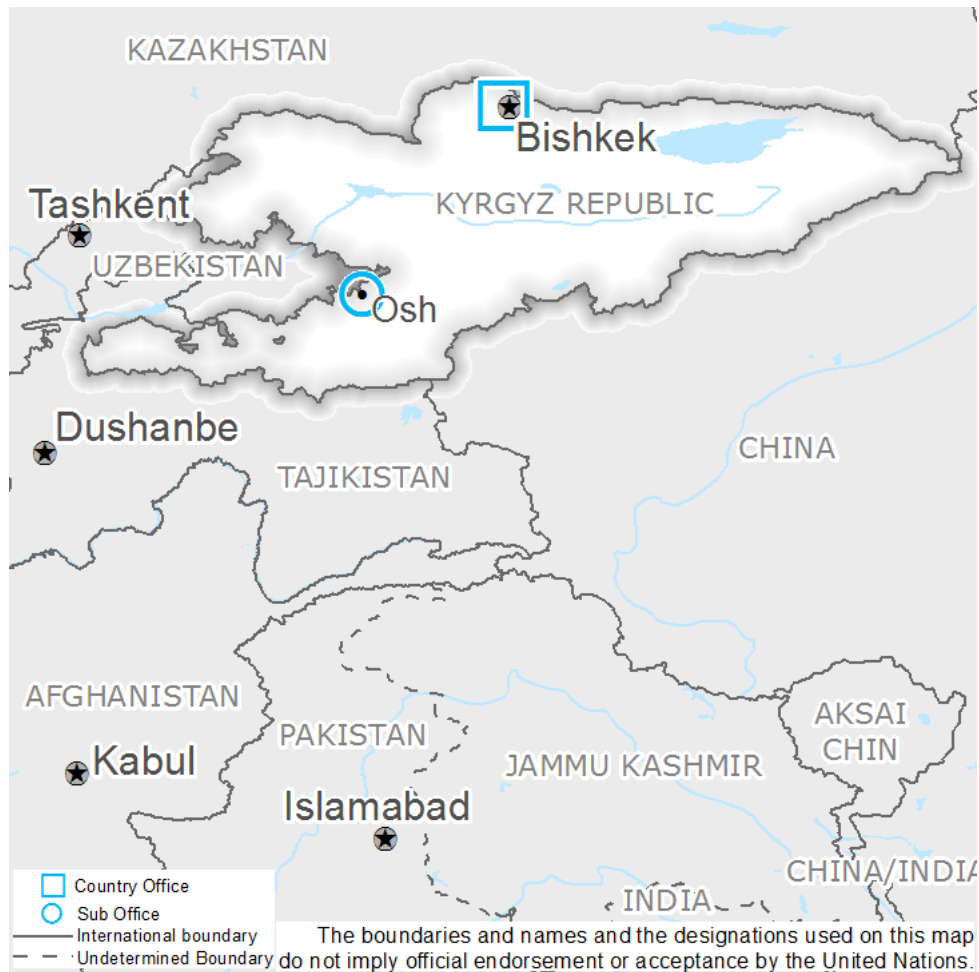 KAZAKHSTAN
Bishkek
Tashkent
KYRGYZ REPUBLIC
UZBEKISTAN
Osh
Dushanbe
CHINA
TAJIKISTAN
AFGHANISTAN
AKSAI
CHIN
PAKISTAN
JAMMU KASHMIR
Kabul
Islamabad
CHINA/INDIA
INDIA
Country Office
Sub Office
International boundary
Undetermined Boundary
The boundaries and names and the designations used on this map
do not imply official endorsement or acceptance by the United Nations.